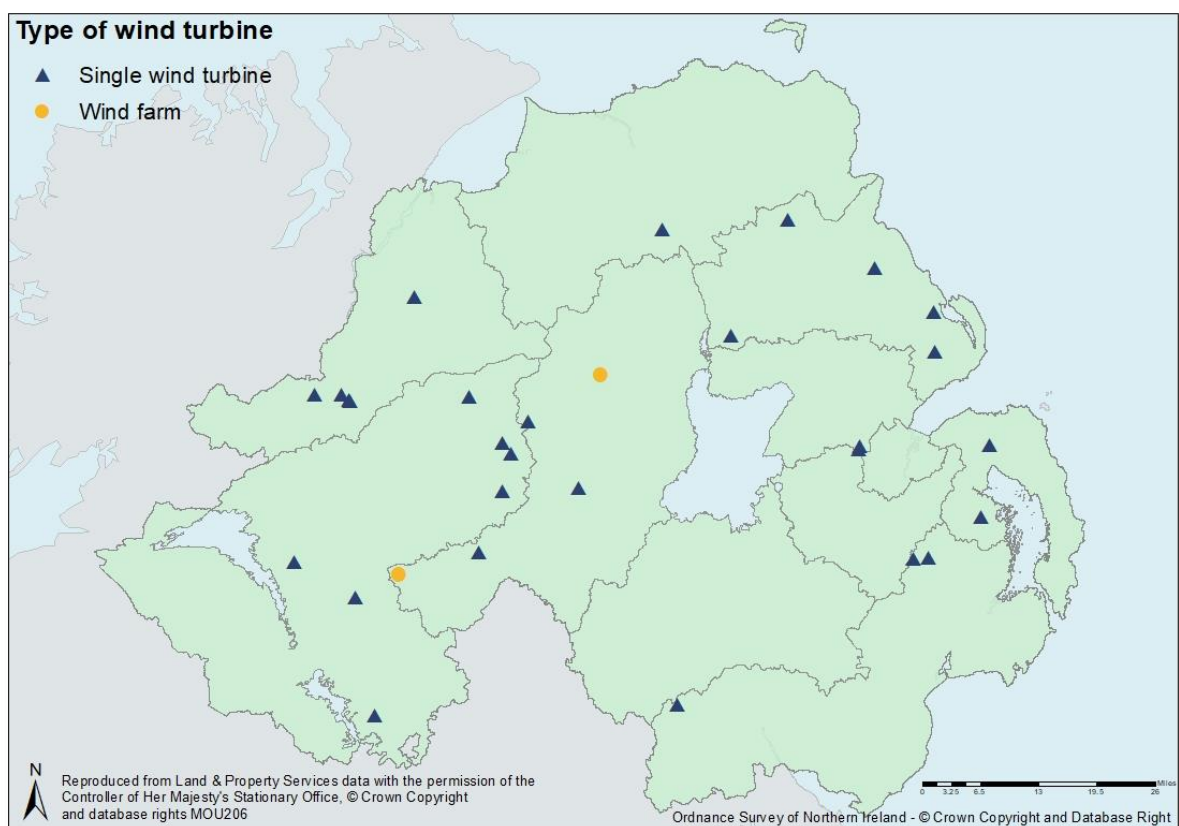 Type of wind turbine
Single wind turbine
Wind farm
N
Reproduced from Land & Property Services data with the permission of the
Controller of Her Majesty's Stationary Office, © Crown Copyright
and database rights MOU206
Miles
0 3.25 6.5 13 19.5 26
Ordnance Survey of Northern Ireland - © Crown Copyright and Database Right